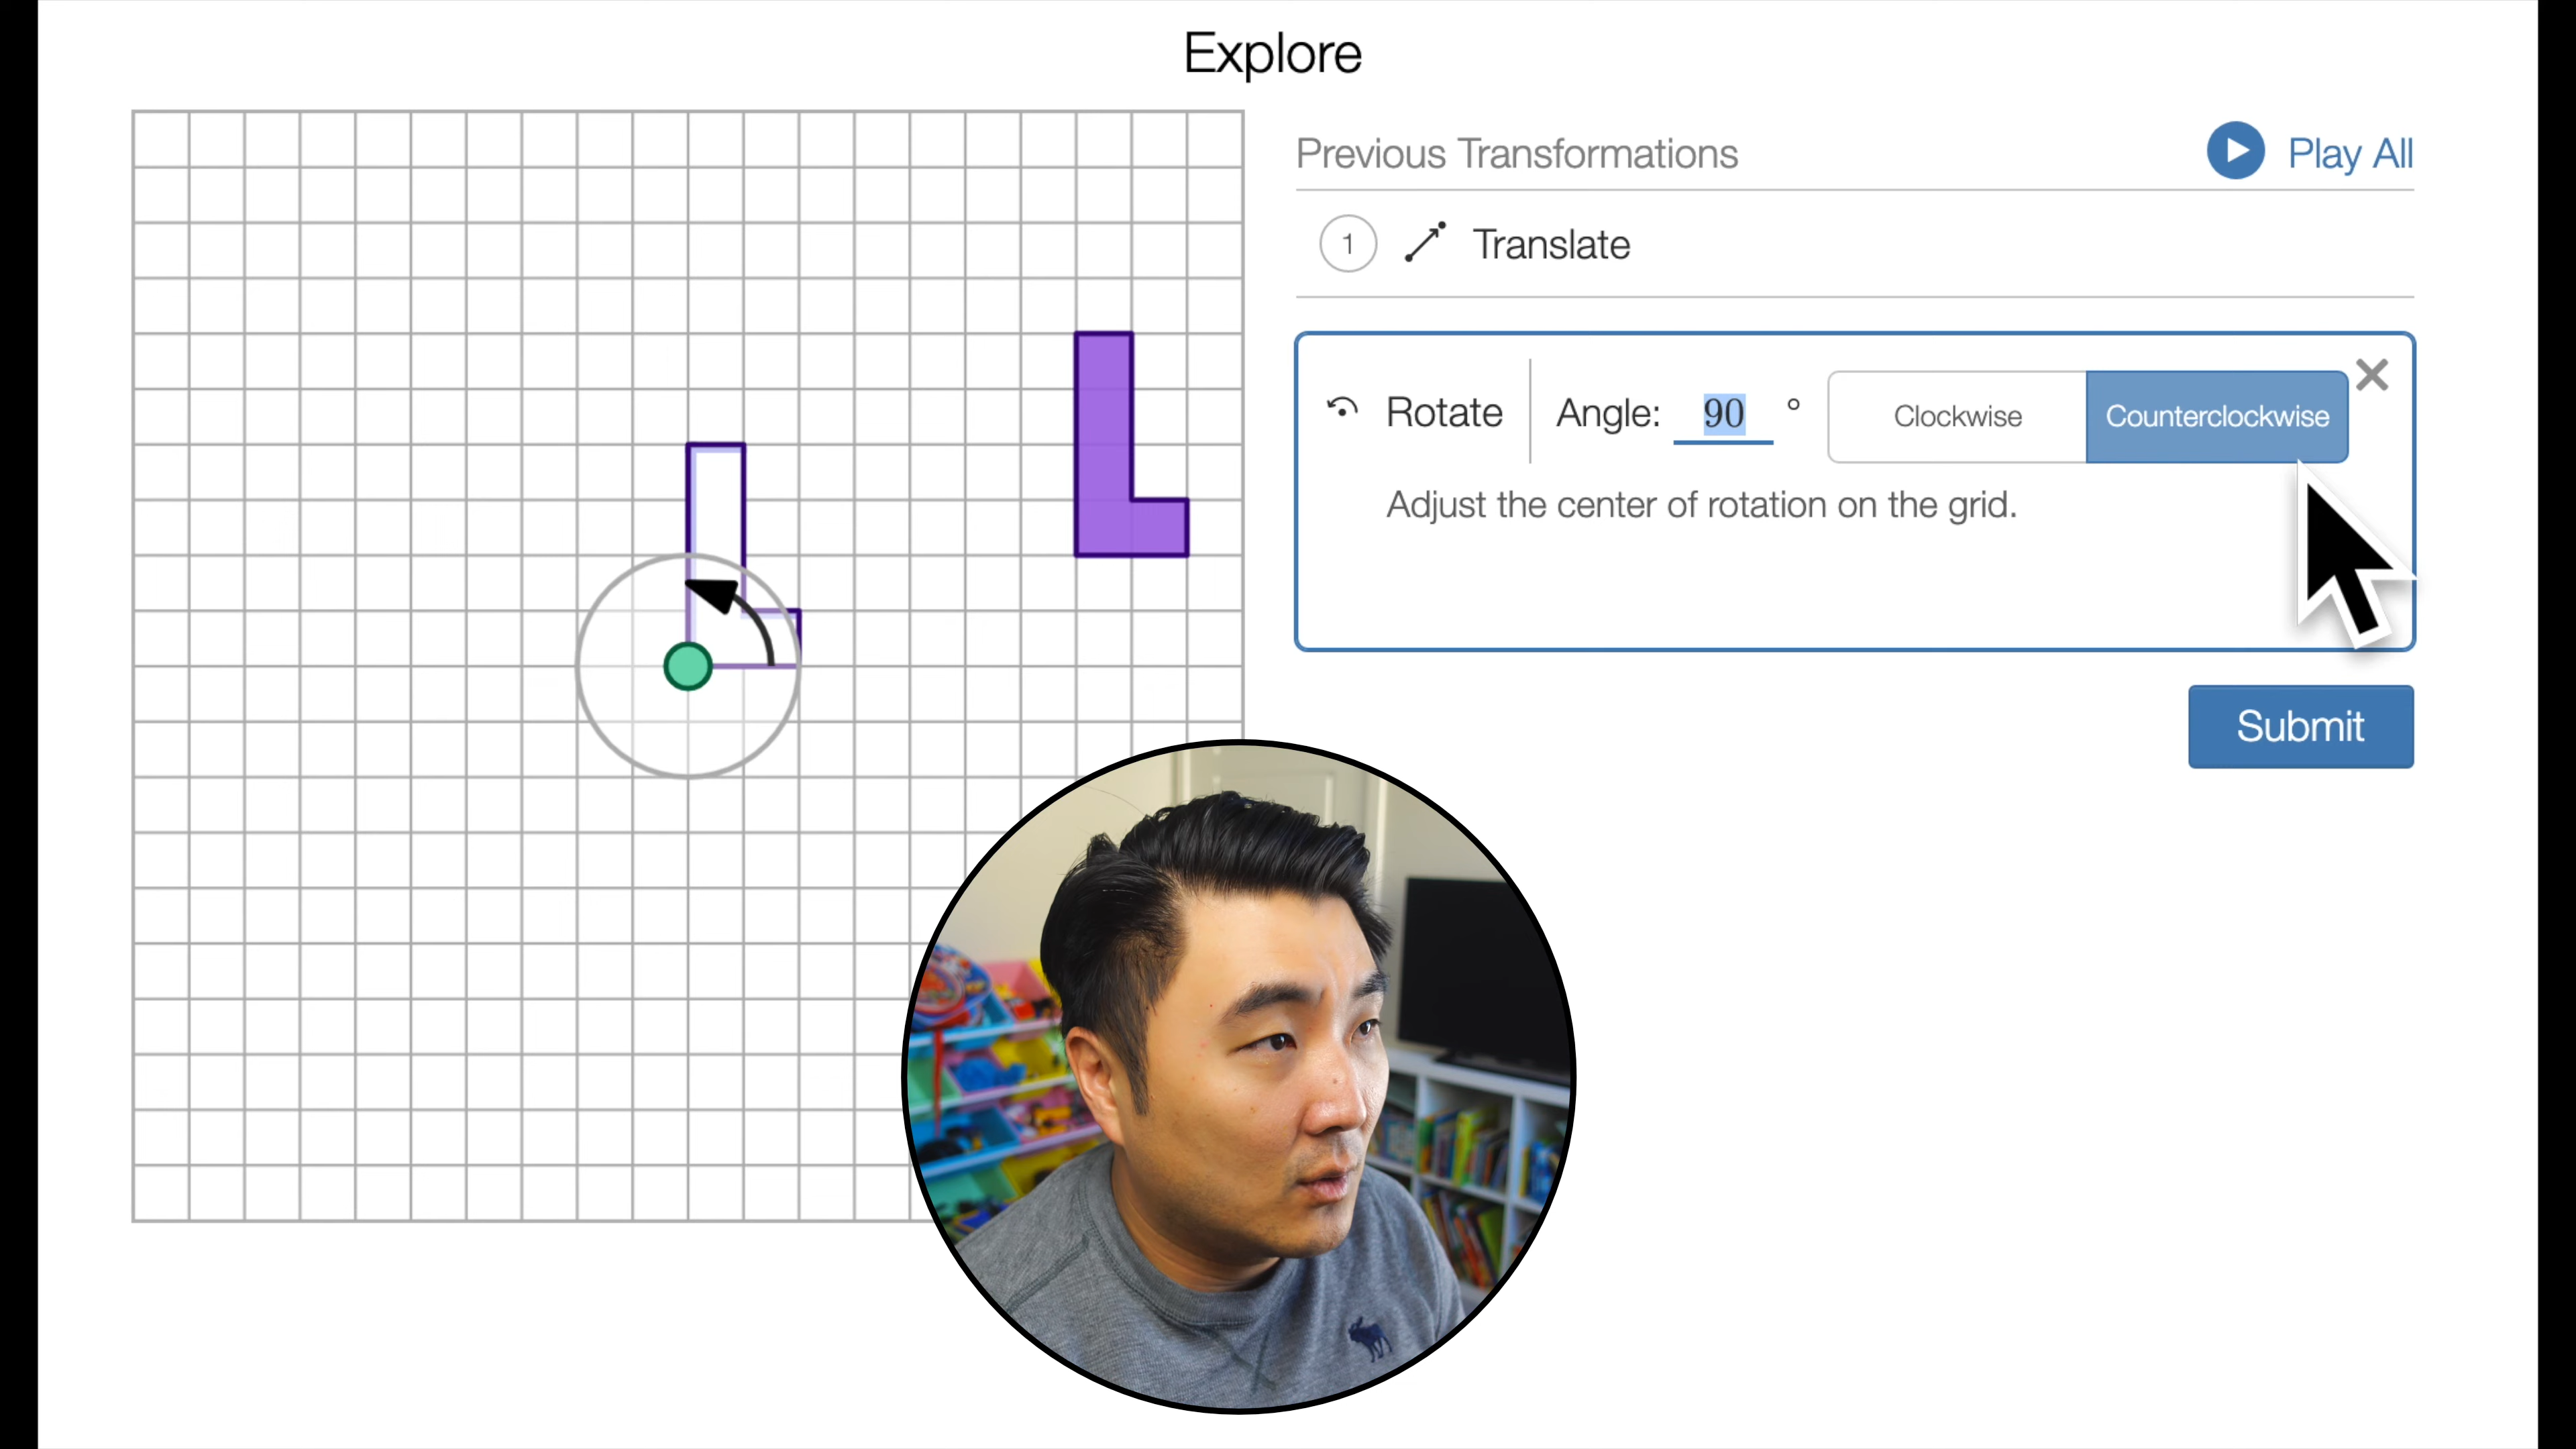 Explore
Previous Transformations
Play All
1 Translate
Rotate Angle: 90 ° Clockwise Counterclockwise
Adjust the center of rotation on the grid.
Submit